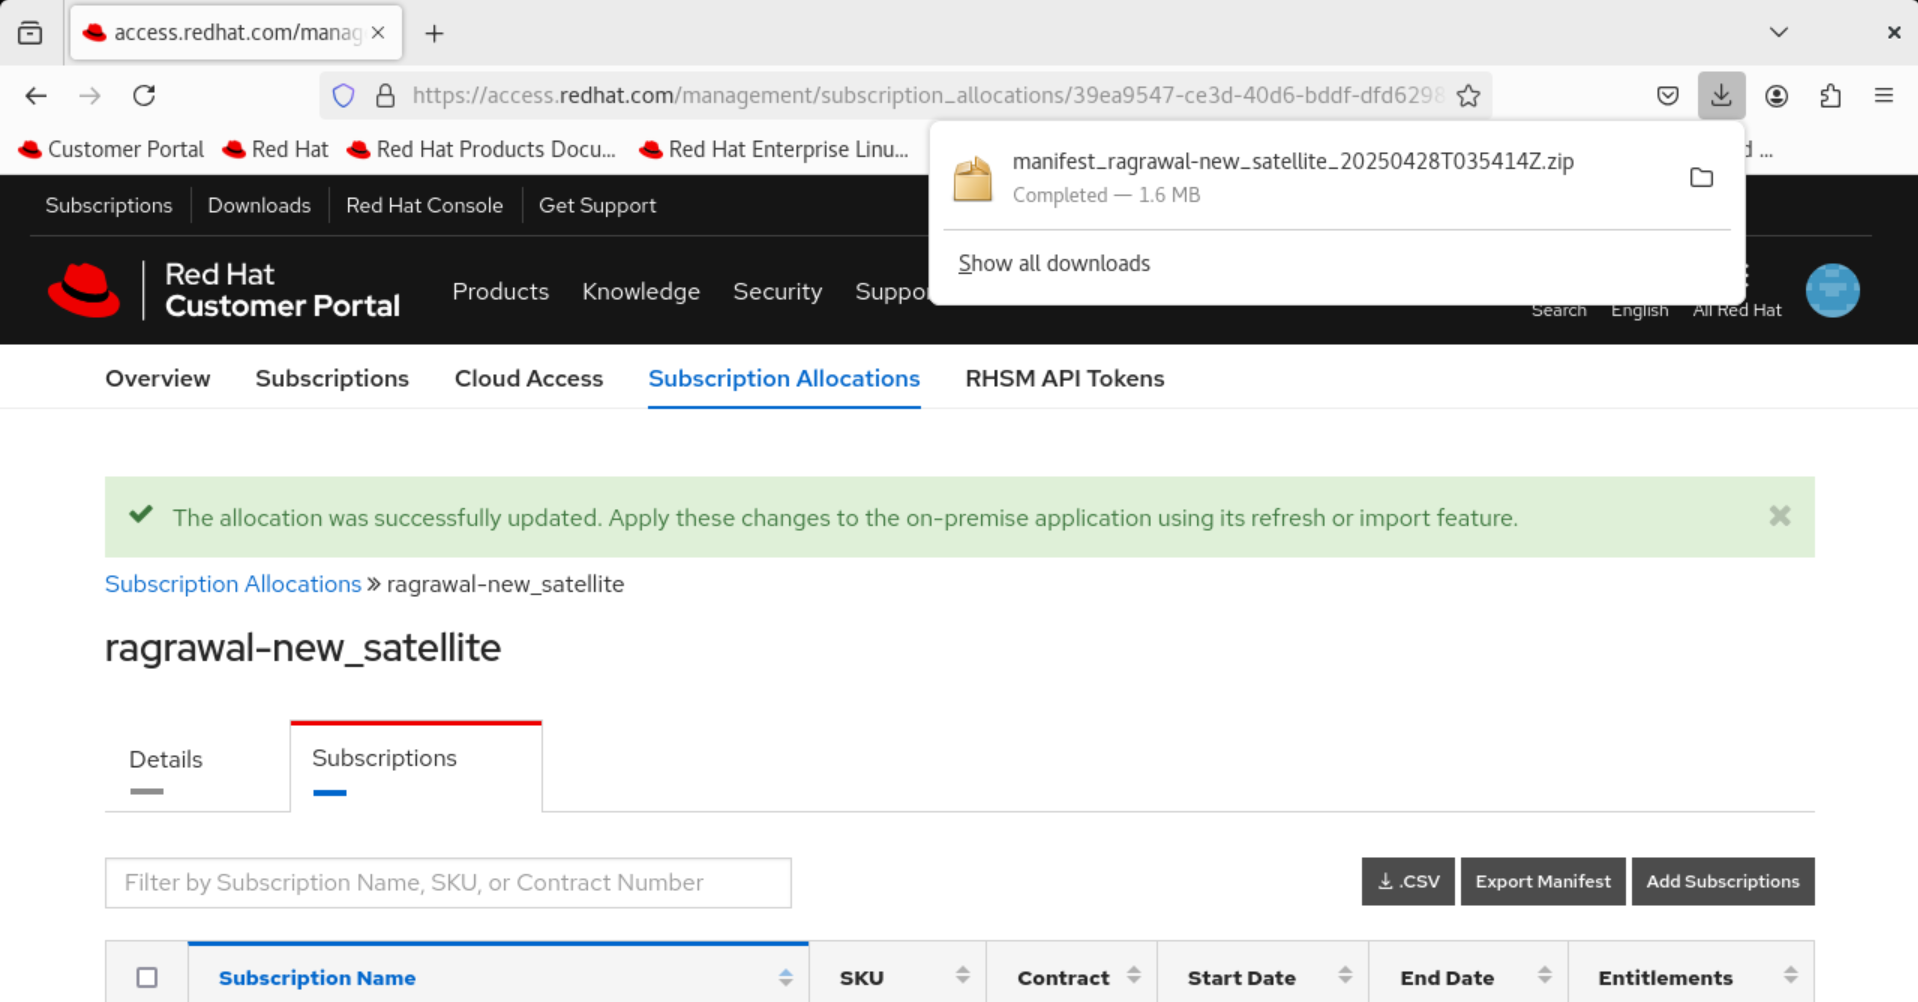 access.redhat.com/manag
https://access.redhat.com/management/subscription_allocations/39ea9547-ce3d-40d6-bddf-dfd6298
Customer Portal
Red Hat
Red Hat Products Docu...
Red Hat Enterprise Linu...
manifest_ragrawal-new_satellite_20250428T035414Z.zip
Completed — 1.6 MB
Show all downloads
Subscriptions
Downloads
Red Hat Console
Get Support
Red Hat
Customer Portal
Products
Knowledge
Security
Search
English
All Red Hat
Overview
Subscriptions
Cloud Access
Subscription Allocations
RHSM API Tokens
The allocation was successfully updated. Apply these changes to the on-premise application using its refresh or import feature.
Subscription Allocations » ragrawal-new_satellite
ragrawal-new_satellite
Details
Subscriptions
Filter by Subscription Name, SKU, or Contract Number
.CSV
Export Manifest
Add Subscriptions
Subscription Name
SKU
Contract
Start Date
End Date
Entitlements